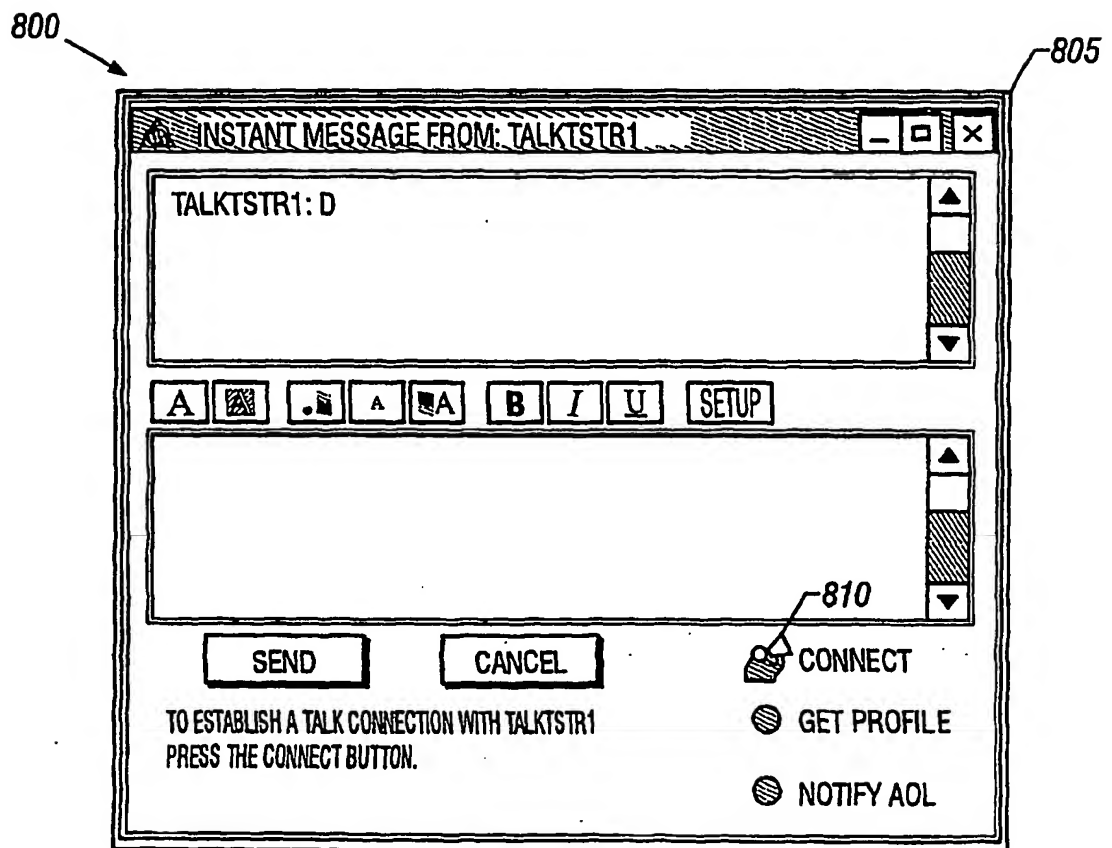 800
805
INSTANT MESSAGE FROM: TALKTSTR1
TALKTSTR1: D
A A A A B I U SETUP
810
SEND CANCEL CONNECT
TO ESTABLISH A TALK CONNECTION WITH TALKTSTR1
PRESS THE CONNECT BUTTON.
GET PROFILE
NOTIFY AOL